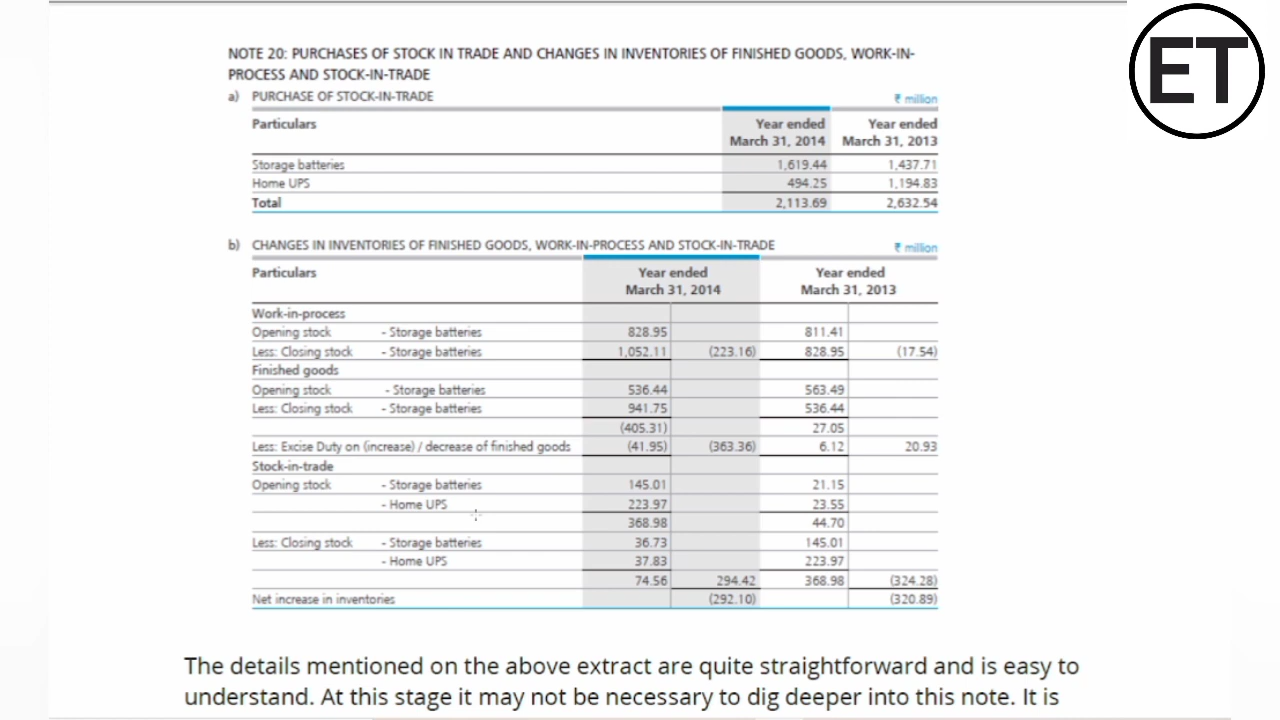 ET
NOTE 20: PURCHASES OF STOCK IN TRADE AND CHANGES IN INVENTORIES OF FINISHED GOODS, WORK-IN-
PROCESS AND STOCK-IN-TRADE
a) PURCHASE OF STOCK-IN-TRADE ₹ million
Particulars Year ended March 31, 2014 Year ended March 31, 2013
Storage batteries 1,619.44 1,437.71
Home UPS 494.25 1,194.83
Total 2,113.69 2,632.54
b) CHANGES IN INVENTORIES OF FINISHED GOODS, WORK-IN-PROCESS AND STOCK-IN-TRADE ₹ million
Particulars Year ended March 31, 2014 Year ended March 31, 2013
Work-in-process
Opening stock - Storage batteries 828.95 811.41
Less: Closing stock - Storage batteries 1,052.11 (223.16) 828.95 (17.54)
Finished goods
Opening stock - Storage batteries 536.44 563.49
Less: Closing stock - Storage batteries 941.75 536.44
(405.31) 27.05
Less: Excise Duty on (increase) / decrease of finished goods (41.95) (363.36) 6.12 20.93
Stock-in-trade
Opening stock - Storage batteries 145.01 21.15
- Home UPS 223.97 23.55
368.98 44.70
Less: Closing stock - Storage batteries 36.73 145.01
- Home UPS 37.83 223.97
74.56 294.42 368.98 (324.28)
Net increase in inventories (292.10) (320.89)
The details mentioned on the above extract are quite straightforward and is easy to
understand. At this stage it may not be necessary to dig deeper into this note. It is